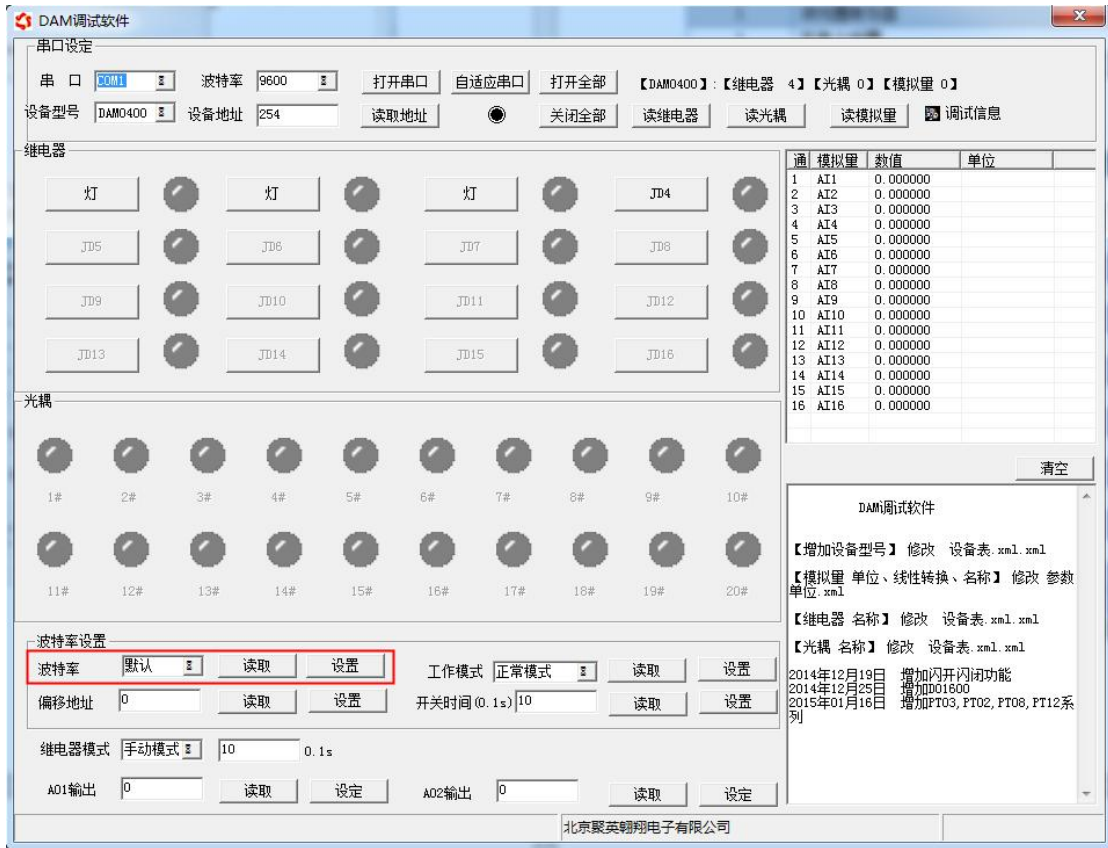 DAM调试软件
串口设定
串 口 COM1 波特率 9600 打开串口 自适应串口 打开全部 【DAM0400】:【继电器 4】【光耦 0】【模拟量 0】
设备型号 DAM0400 设备地址 254 读取地址 关闭全部 读继电器 读光耦 读模拟量 调试信息
继电器
灯 灯 灯 JD4
JD5 JD6 JD7 JD8
JD9 JD10 JD11 JD12
JD13 JD14 JD15 JD16
通 模拟量 数值 单位
1 AI1 0.000000
2 AI2 0.000000
3 AI3 0.000000
4 AI4 0.000000
5 AI5 0.000000
6 AI6 0.000000
7 AI7 0.000000
8 AI8 0.000000
9 AI9 0.000000
10 AI10 0.000000
11 AI11 0.000000
12 AI12 0.000000
13 AI13 0.000000
14 AI14 0.000000
15 AI15 0.000000
16 AI16 0.000000
光耦
1# 2# 3# 4# 5# 6# 7# 8# 9# 10#
11# 12# 13# 14# 15# 16# 17# 18# 19# 20#
清空
DAM调试软件
【增加设备型号】 修改 设备表.xml.xml
【模拟量 单位、线性转换、名称】 修改 参数
单位.xml
【继电器 名称】 修改 设备表.xml.xml
【光耦 名称】 修改 设备表.xml.xml
2014年12月19日 增加闪开闪闭功能
2014年12月25日 增加DO1600
2015年01月16日 增加PT03,PT02,PT08,PT12系
列
波特率设置
波特率 默认 读取 设置 工作模式 正常模式 读取 设置
偏移地址 0 读取 设置 开关时间(0.1s) 10 读取 设置
继电器模式 手动模式 10 0.1s
AO1输出 0 读取 设定 AO2输出 0 读取 设定
北京聚英翱翔电子有限公司